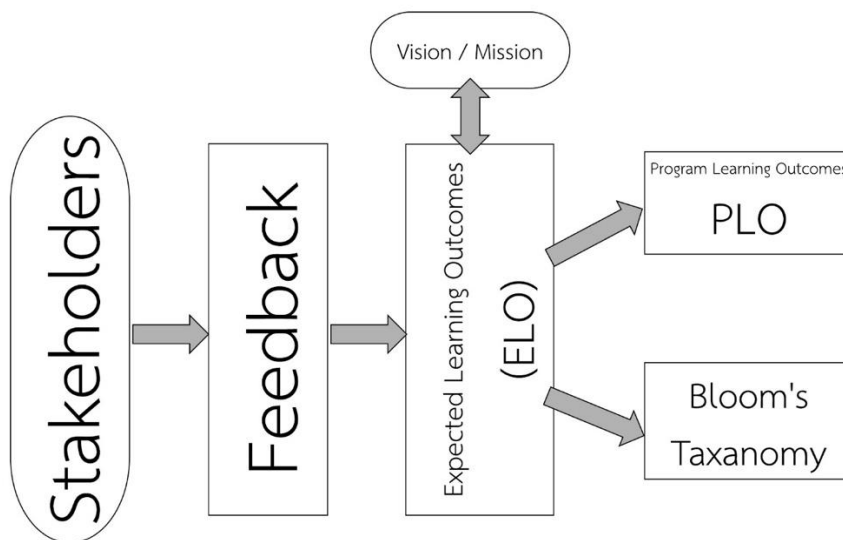 Vision / Mission
Stakeholders
Feedback
Expected Learning Outcomes
(ELO)
Program Learning Outcomes
PLO
Bloom's
Taxanomy